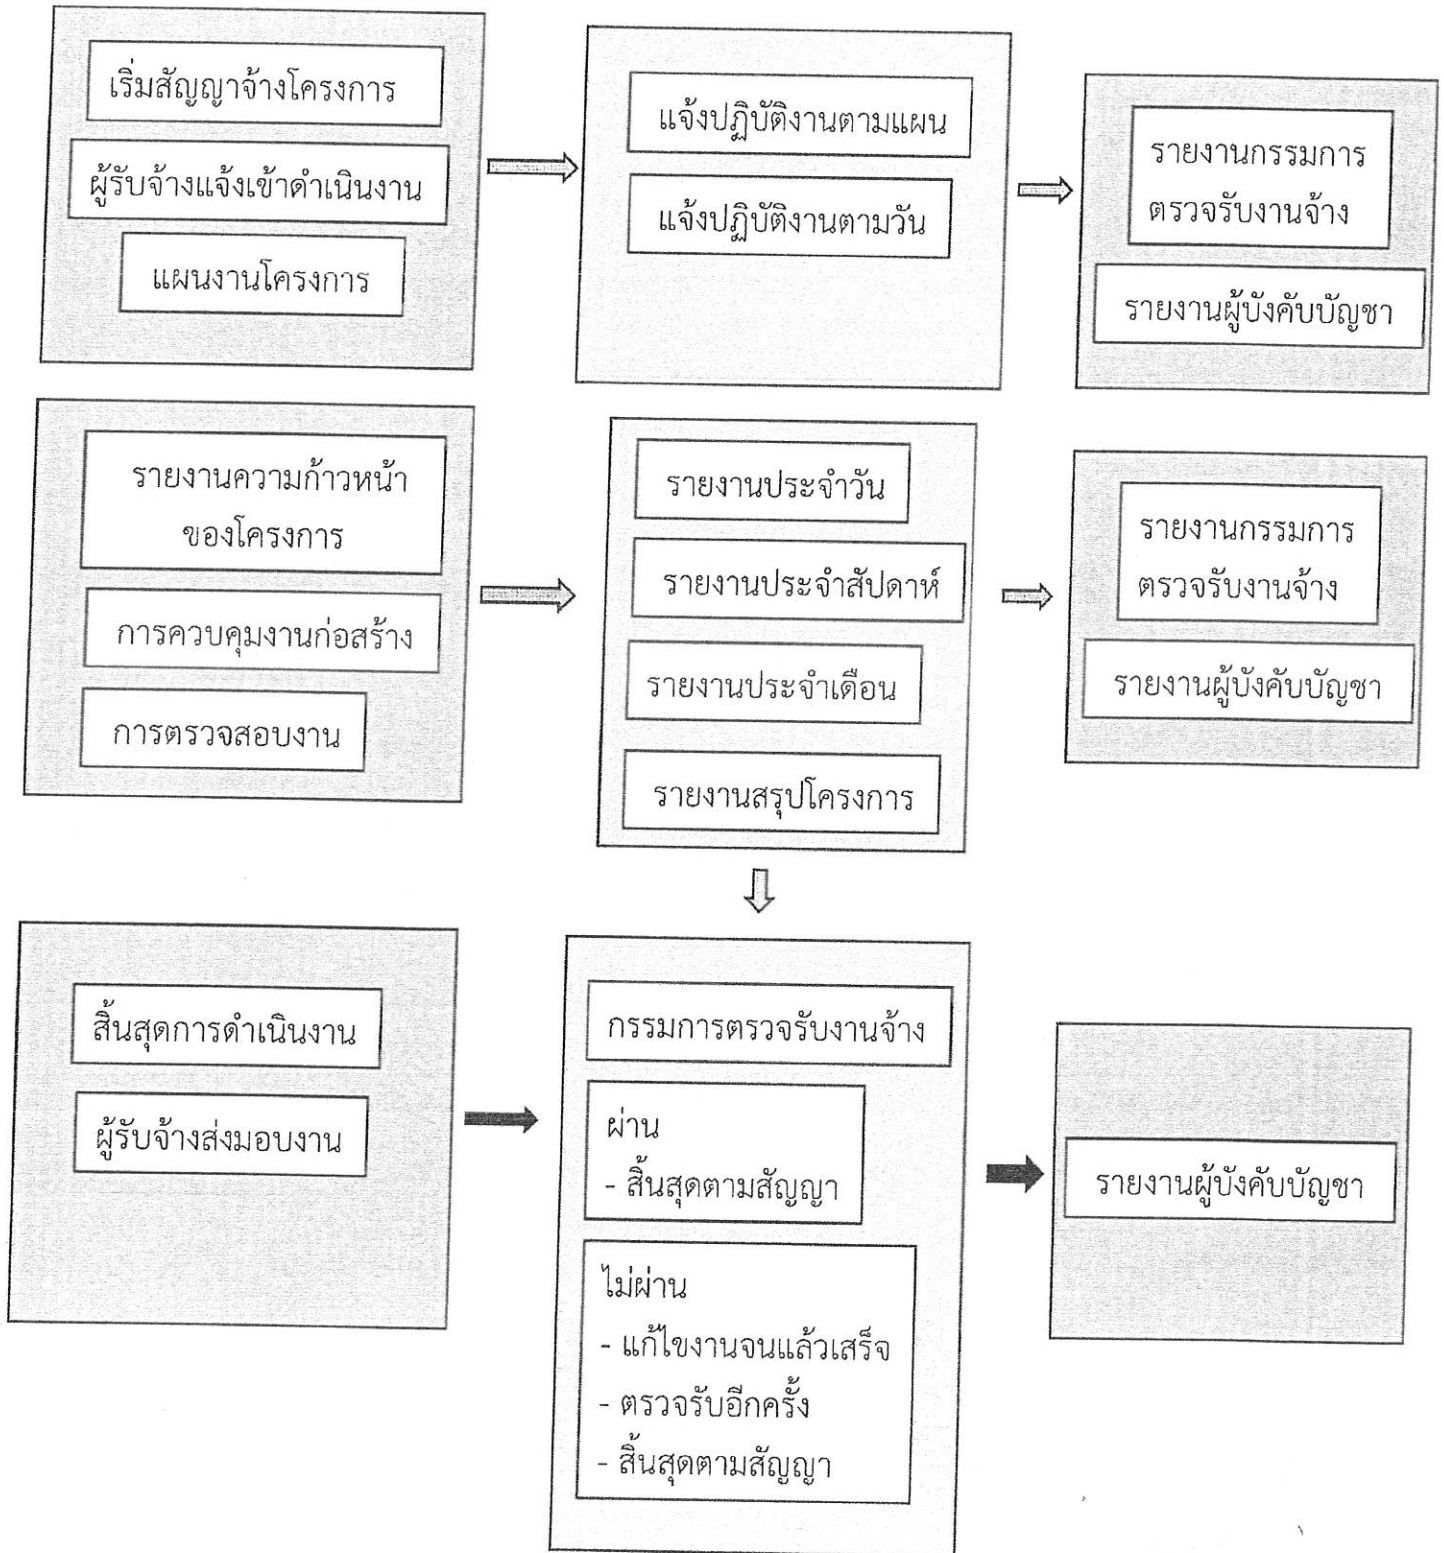 เริ่มสัญญาจ้างโครงการ
ผู้รับจ้างแจ้งเข้าดำเนินงาน
แผนงานโครงการ
แจ้งปฏิบัติงานตามแผน
แจ้งปฏิบัติงานตามวัน
รายงานกรรมการ
ตรวจรับงานจ้าง
รายงานผู้บังคับบัญชา
รายงานความก้าวหน้า
ของโครงการ
การควบคุมงานก่อสร้าง
การตรวจสอบงาน
รายงานประจำวัน
รายงานประจำสัปดาห์
รายงานประจำเดือน
รายงานสรุปโครงการ
รายงานกรรมการ
ตรวจรับงานจ้าง
รายงานผู้บังคับบัญชา
สิ้นสุดการดำเนินงาน
ผู้รับจ้างส่งมอบงาน
กรรมการตรวจรับงานจ้าง
ผ่าน
- สิ้นสุดตามสัญญา
ไม่ผ่าน
- แก้ไขงานจนแล้วเสร็จ
- ตรวจรับอีกครั้ง
- สิ้นสุดตามสัญญา
รายงานผู้บังคับบัญชา